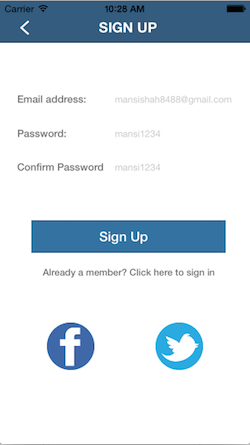 Carrier 10:28 AM
SIGN UP
Email address: mansishah8488@gmail.com
Password: mansi1234
Confirm Password mansi1234
Sign Up
Already a member? Click here to sign in